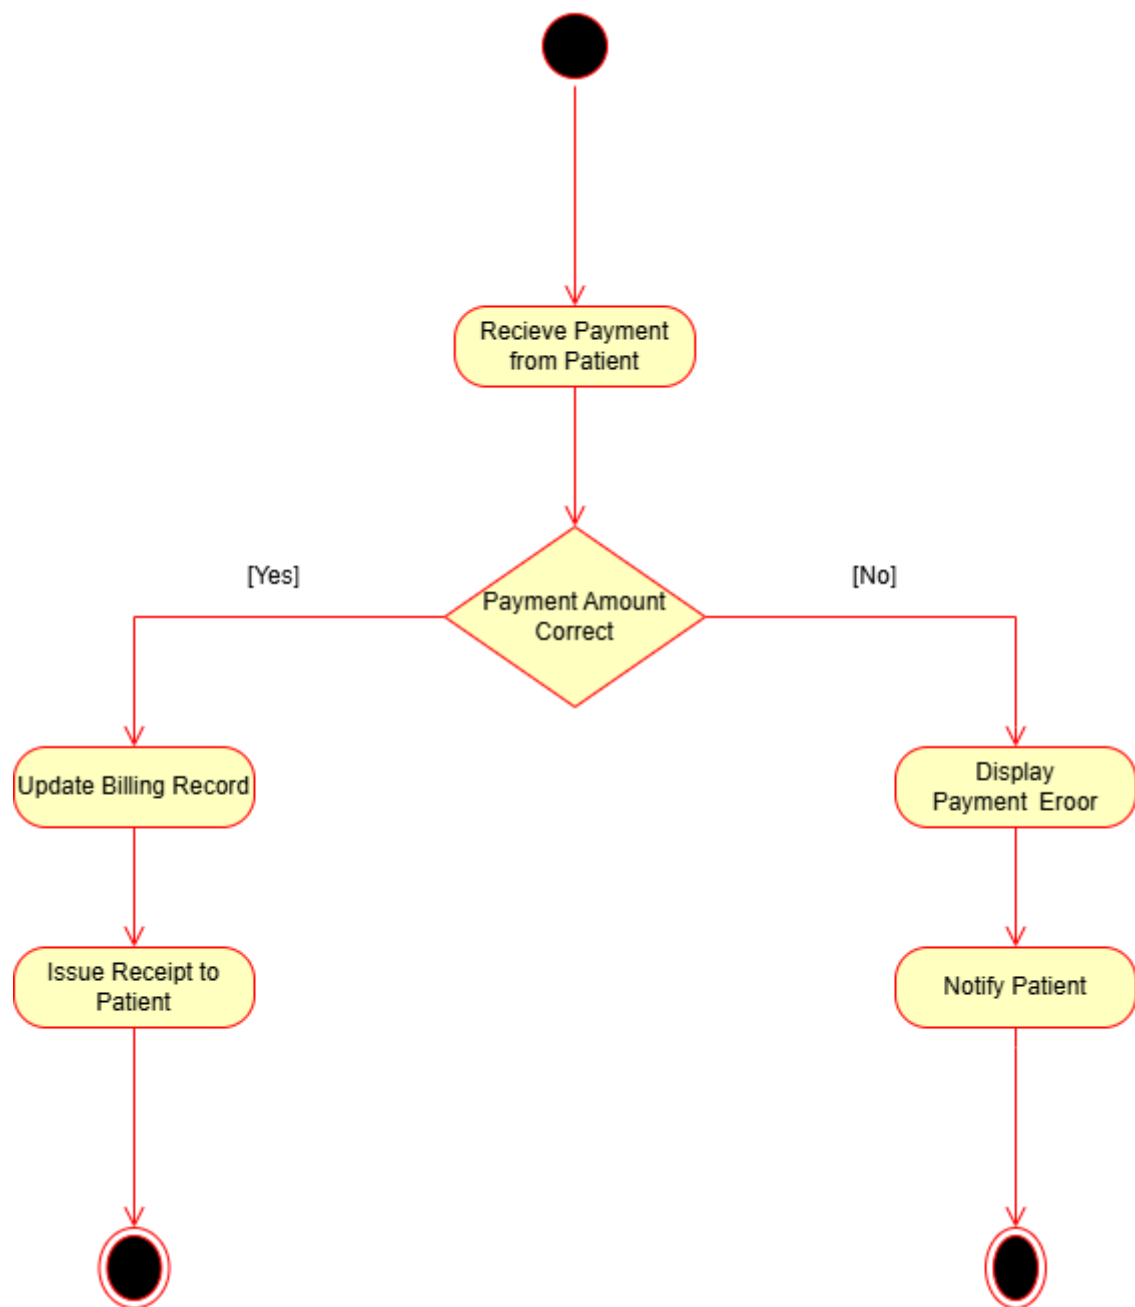 Recieve Payment
from Patient
[Yes]
[No]
Payment Amount
Correct
Update Billing Record
Display
Payment  Eroor
Issue Receipt to
Patient
Notify Patient